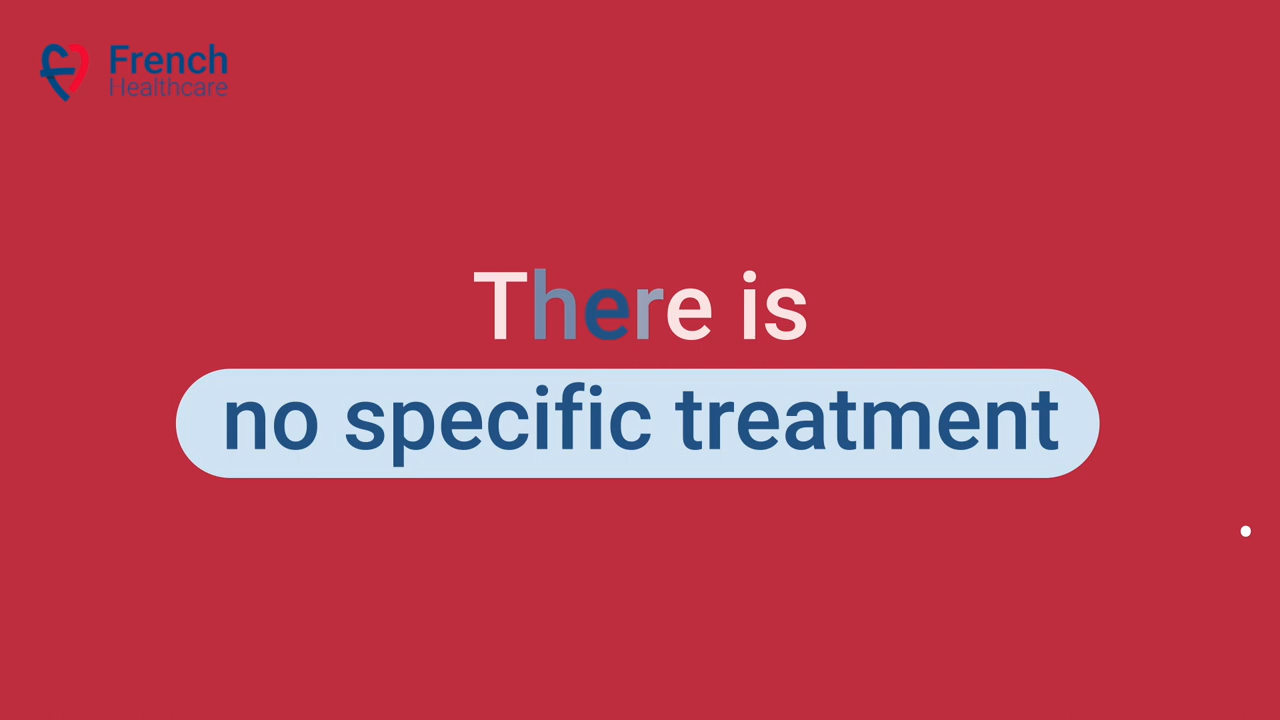 French
Healthcare
There is
no specific treatment